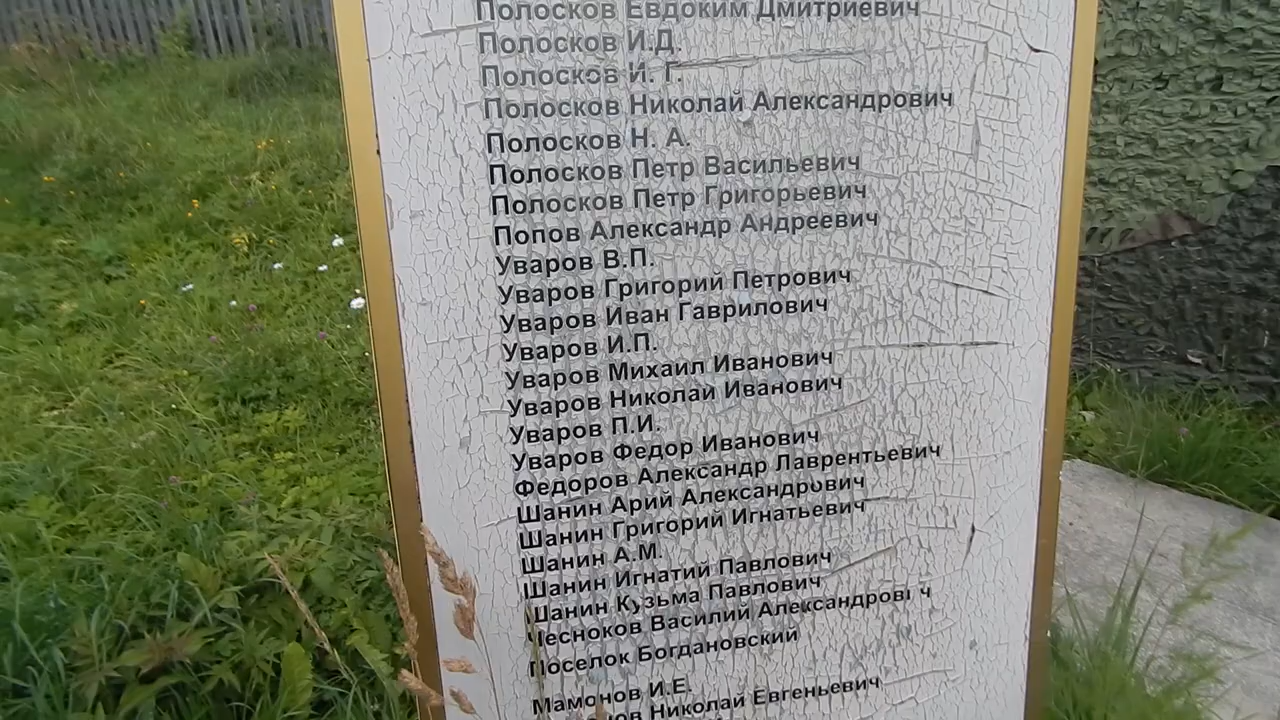 Полосков Евдоким Дмитриевич
Полосков И.Д.
Полосков И. Г.
Полосков Николай Александрович
Полосков Н. А.
Полосков Петр Васильевич
Полосков Петр Григорьевич
Попов Александр Андреевич
Уваров В.П.
Уваров Григорий Петрович
Уваров Иван Гаврилович
Уваров И.П.
Уваров Михаил Иванович
Уваров Николай Иванович
Уваров П.И.
Уваров Федор Иванович
Федоров Александр Лаврентьевич
Шанин Арий Александрович
Шанин Григорий Игнатьевич
Шанин А.М.
Шанин Игнатий Павлович
Шанин Кузьма Павлович
Чесноков Василий Александрович
Поселок Богдановский
Мамонов И.Е.
Николай Евгеньевич